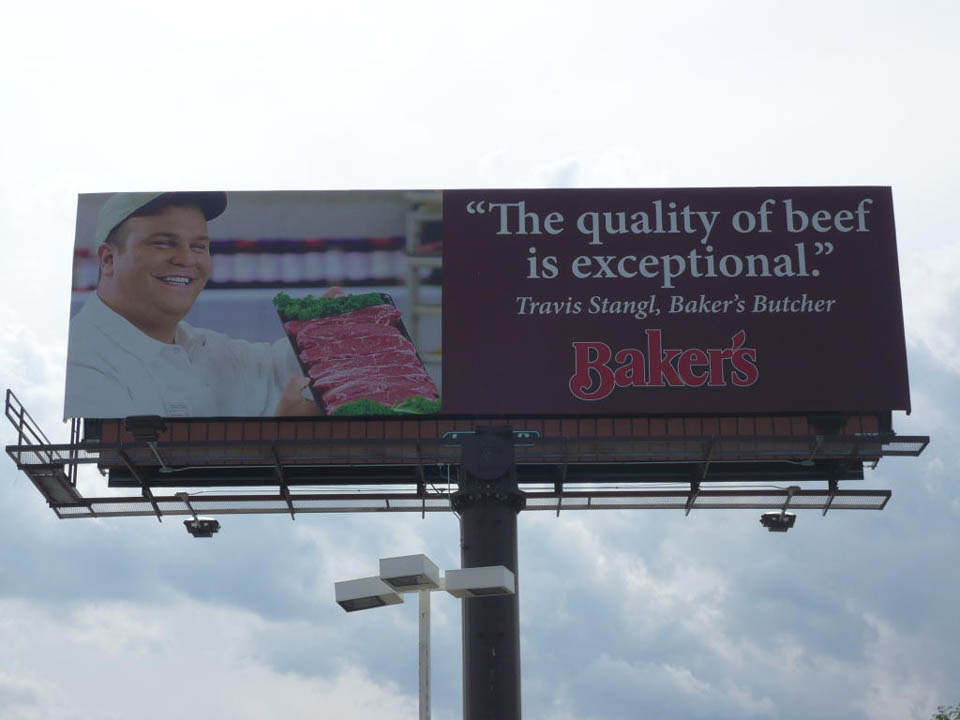 “The quality of beef
is exceptional.”
Travis Stangl, Baker's Butcher
Baker's